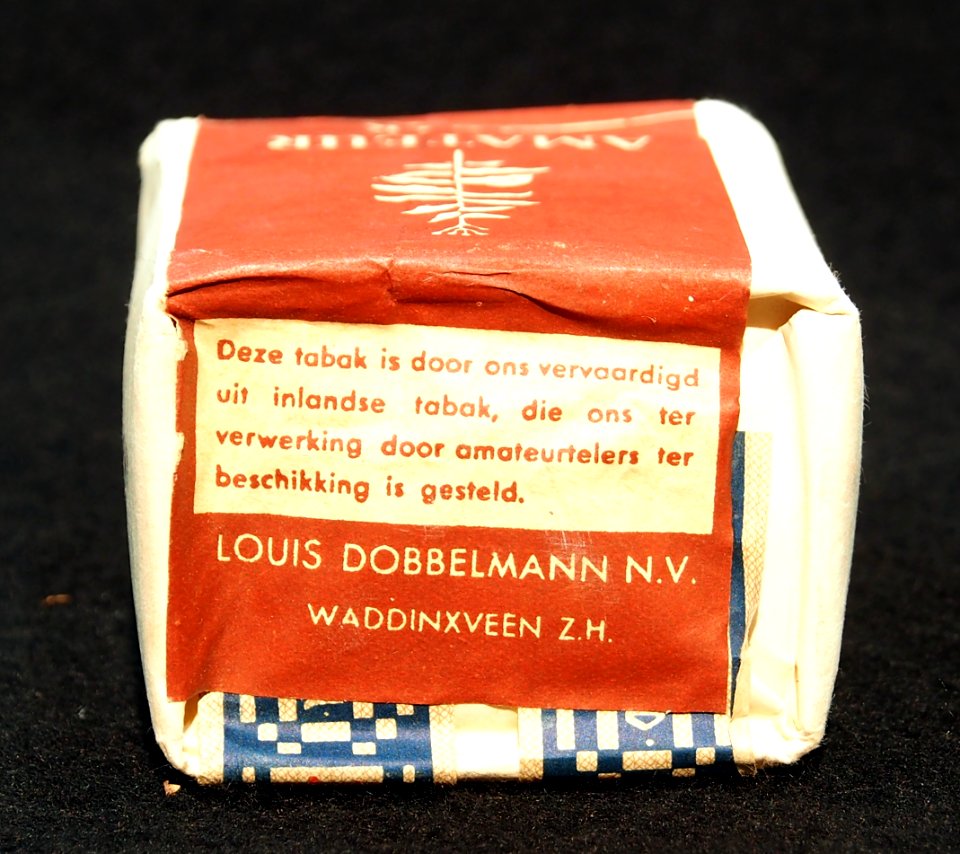 AMATEUR
Deze tabak is door ons vervaardigd
uit inlandse tabak, die ons ter
verwerking door amateurtelers ter
beschikking is gesteld.
LOUIS DOBBELMANN N.V.
WADDINXVEEN Z.H.